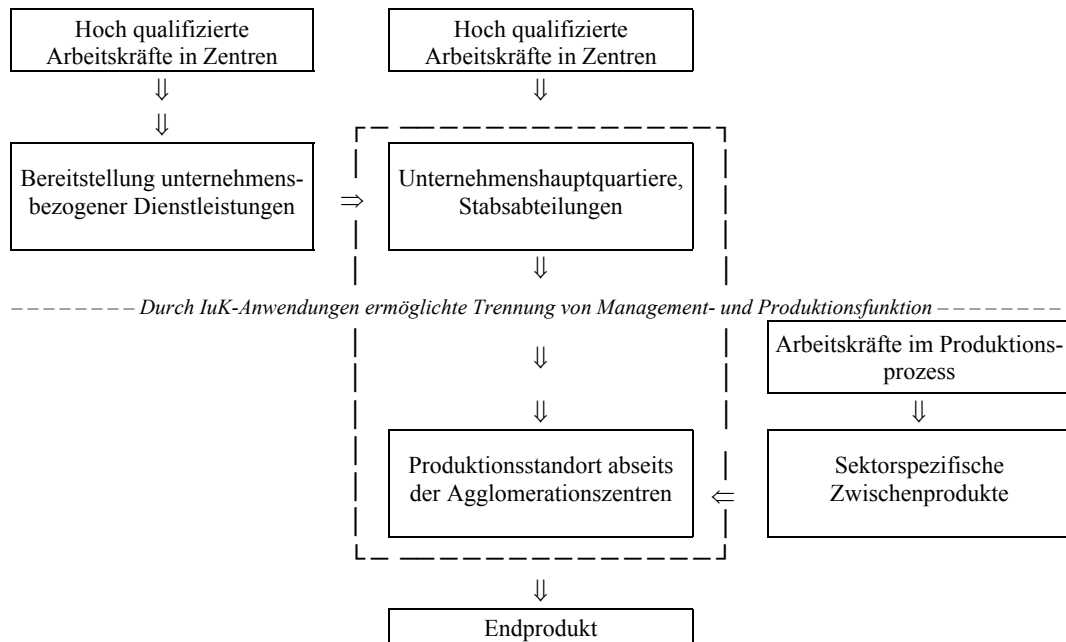 Hoch qualifizierte
Arbeitskräfte in Zentren
Hoch qualifizierte
Arbeitskräfte in Zentren
Bereitstellung unternehmens-
bezogener Dienstleistungen
Unternehmenshauptquartiere,
Stabsabteilungen
Durch IuK-Anwendungen ermöglichte Trennung von Management- und Produktionsfunktion
Arbeitskräfte im Produktions-
prozess
Produktionsstandort abseits
der Agglomerationszentren
Sektorspezifische
Zwischenprodukte
Endprodukt